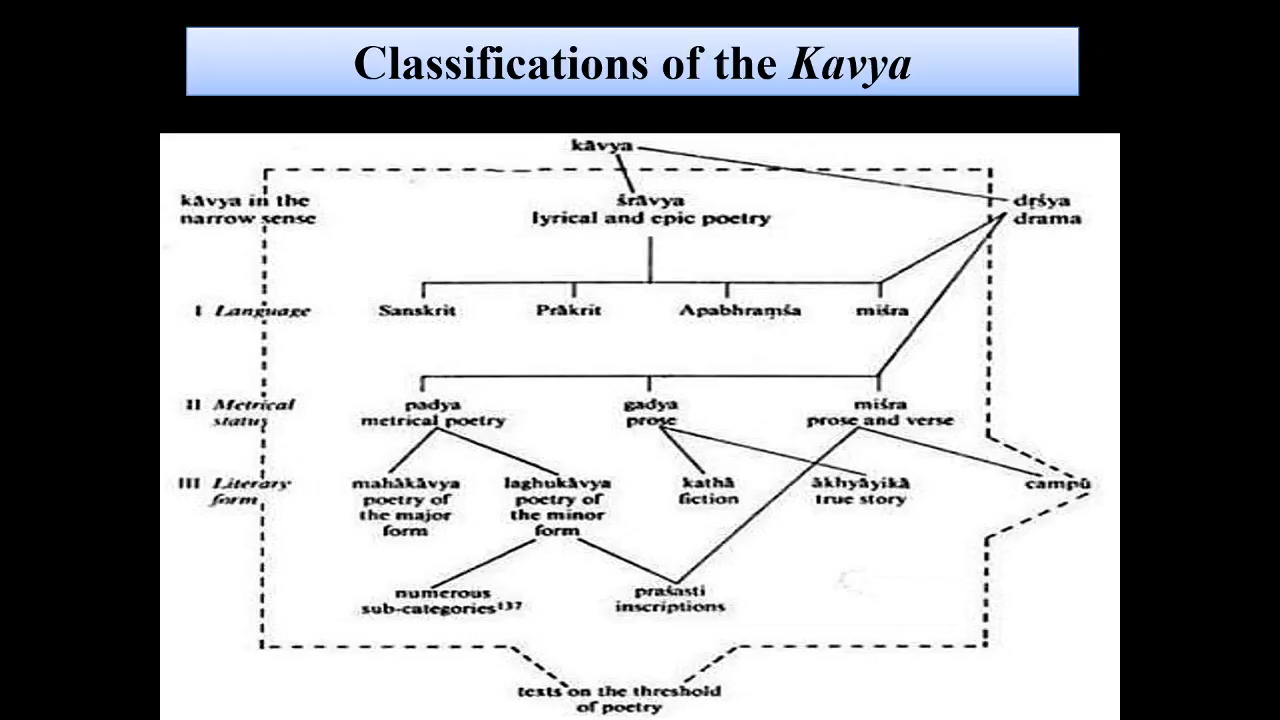 Classifications of the Kavya
kāvya
kāvya in the
narrow sense
śrāvya
lyrical and epic poetry
dṛśya
drama
I Language
Sanskrit
Prākrit
Apabhraṃśa
miśra
II Metrical
status
padya
metrical poetry
gadya
prose
miśra
prose and verse
III Literary
form
mahākāvya
poetry of
the major
form
laghukāvya
poetry of
the minor
form
kathā
fiction
ākhyāyikā
true story
campū
numerous
sub-categories¹³⁷
praśasti
inscriptions
texts on the threshold
of poetry